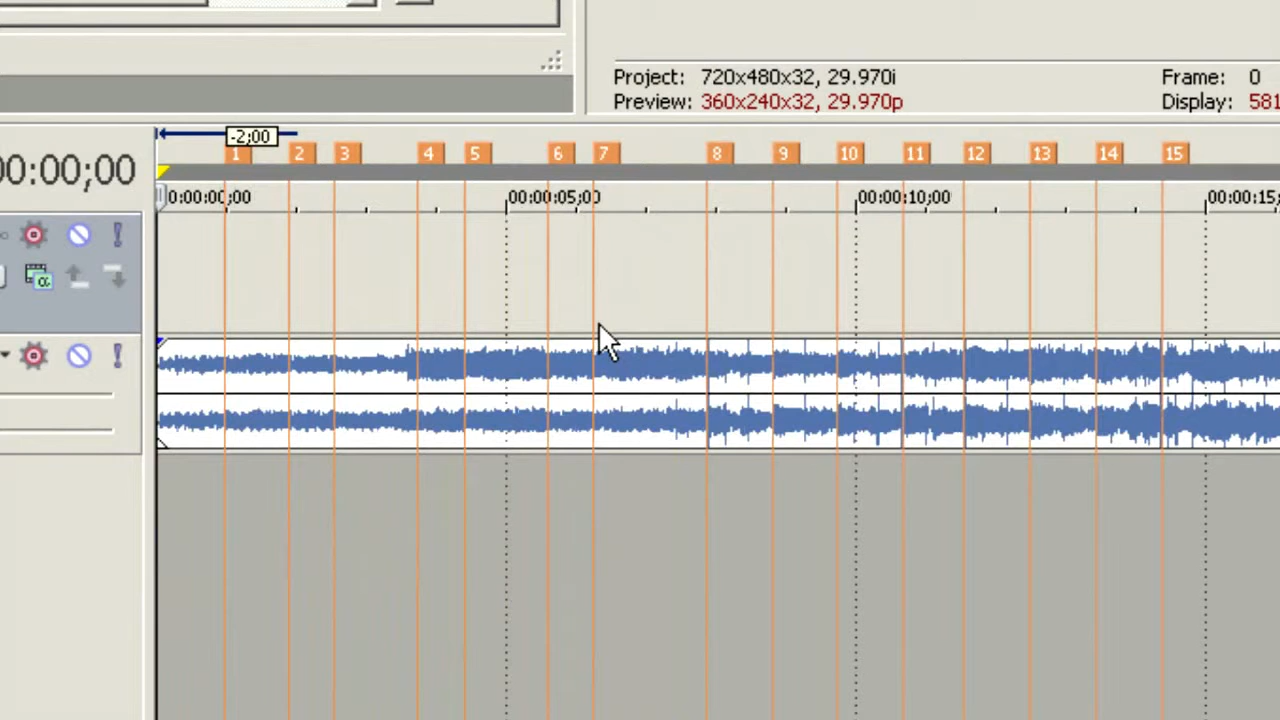 Project: 720x480x32, 29.970i
Frame: 0
Preview: 360x240x32, 29.970p
Display: 581
-2;00
1 2 3 4 5 6 7 8 9 10 11 12 13 14 15
00:00;00
0:00:00;00 00:00:05;00 00:00:10;00 00:00:15;